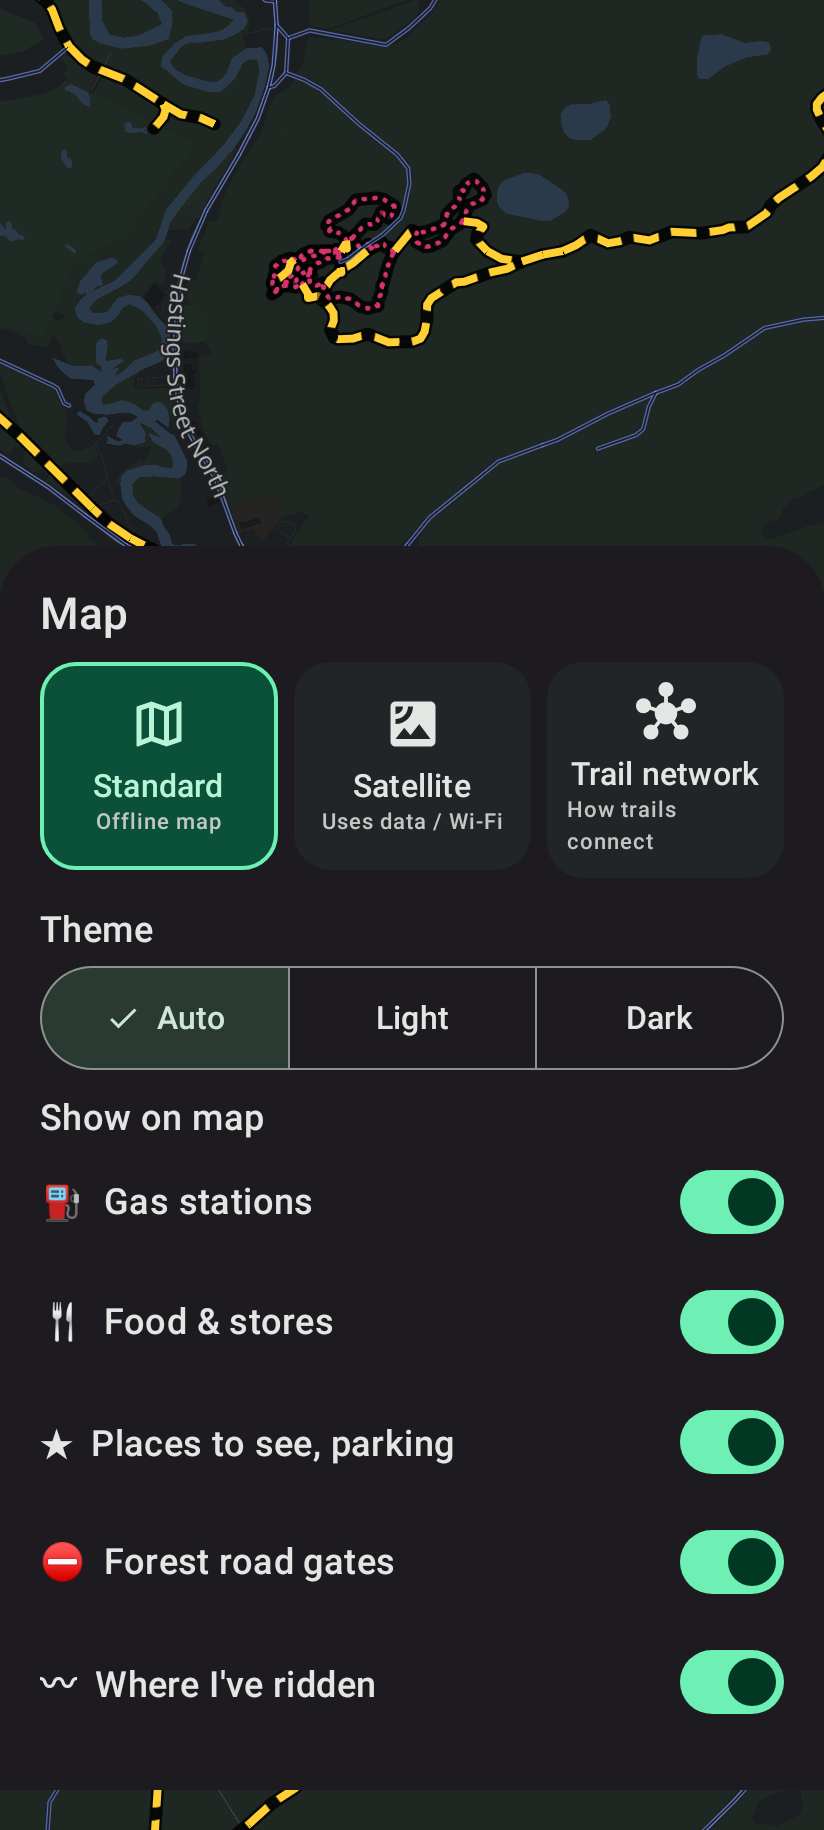 Hastings Street North
Map
Standard
Offline map
Satellite
Uses data / Wi-Fi
Trail network
How trails
connect
Theme
Auto
Light
Dark
Show on map
Gas stations
Food & stores
Places to see, parking
Forest road gates
Where I've ridden